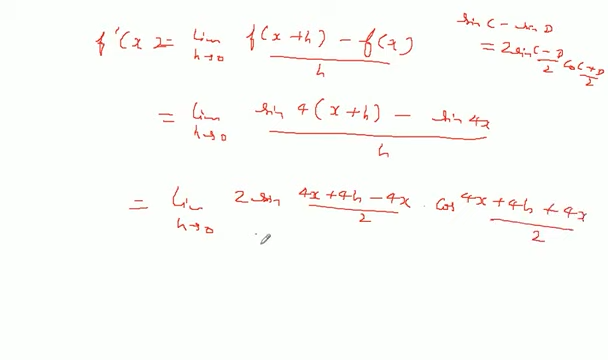 f'(x) = lim h→0 f(x+h) - f(x) / h
sin C - sin D
= 2 sin C-D/2 cos C+D/2
= lim h→0 sin 4(x+h) - sin 4x / h
= lim h→0 2 sin 4x+4h-4x/2 . cos 4x+4h+4x/2